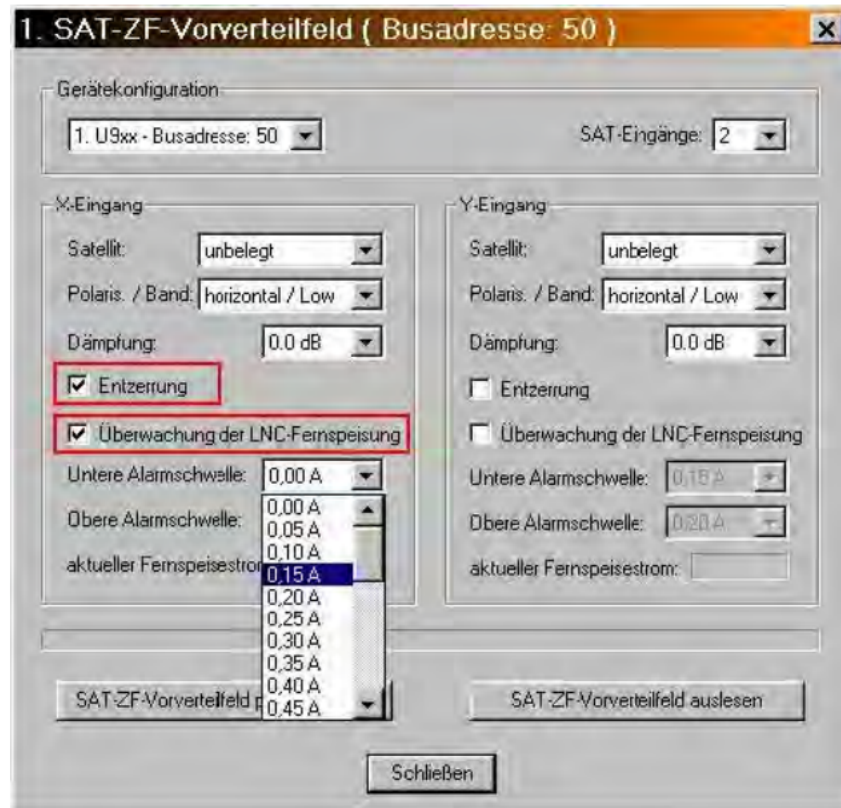 1. SAT-ZF-Vorverteilfeld ( Busadresse: 50 )
Gerätekonfiguration
1. U9xx - Busadresse: 50
SAT-Eingänge: 2
X-Eingang
Satellit: unbelegt
Polaris. / Band: horizontal / Low
Dämpfung: 0.0 dB
Entzerrung
Überwachung der LNC-Fernspeisung
Untere Alarmschwelle: 0,00 A
Obere Alarmschwelle:
aktueller Fernspeisestrom
0,00 A
0,05 A
0,10 A
0,15 A
0,20 A
0,25 A
0,30 A
0,35 A
0,40 A
0,45 A
Y-Eingang
Satellit: unbelegt
Polaris. / Band: horizontal / Low
Dämpfung: 0.0 dB
Entzerrung
Überwachung der LNC-Fernspeisung
Untere Alarmschwelle: 0,15 A
Obere Alarmschwelle: 0,20 A
aktueller Fernspeisestrom:
SAT-ZF-Vorverteilfeld
SAT-ZF-Vorverteilfeld auslesen
Schließen